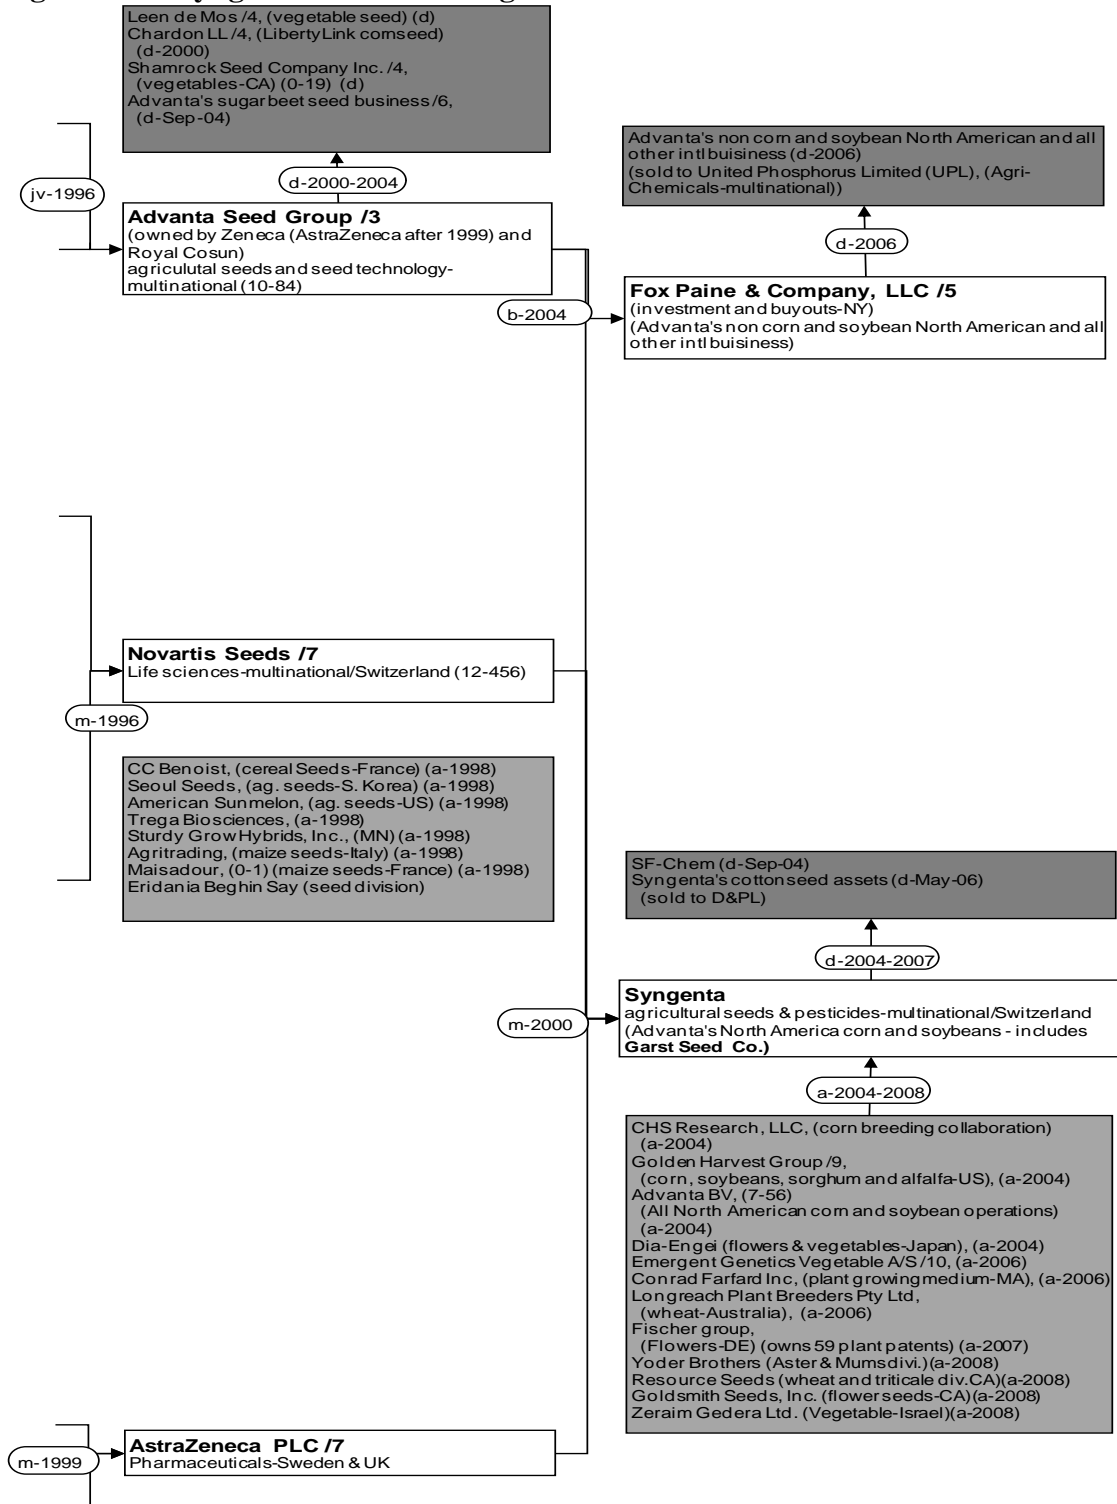 Leen de Mos /4, (vegetable seed) (d)
Chardon LL /4, (LibertyLink cornseed)
(d-2000)
Shamrock Seed Company Inc. /4,
(vegetables-CA) (0-19) (d)
Advanta's sugarbeet seed business /6,
(d-Sep-04)
Advanta's non corn and soybean North American and all
other intl buisiness (d-2006)
(sold to United Phosphorus Limited (UPL), (Agri-
Chemicals-multinational))
jv-1996
d-2000-2004
Advanta Seed Group /3
(owned by Zeneca (AstraZeneca after 1999) and
Royal Cosun)
agriculutal seeds and seed technology-
multinational (10-84)
d-2006
b-2004
Fox Paine & Company, LLC /5
(investment and buyouts-NY)
(Advanta's non corn and soybean North American and all
other intl buisiness)
Novartis Seeds /7
Life sciences-multinational/Switzerland (12-456)
m-1996
CC Benoist, (cereal Seeds-France) (a-1998)
Seoul Seeds, (ag. seeds-S. Korea) (a-1998)
American Sunmelon, (ag. seeds-US) (a-1998)
Trega Biosciences, (a-1998)
Sturdy Grow Hybrids, Inc., (MN) (a-1998)
Agritrading, (maize seeds-Italy) (a-1998)
Maisadour, (0-1) (maize seeds-France) (a-1998)
Eridania Beghin Say (seed division)
SF-Chem (d-Sep-04)
Syngenta's cottonseed assets (d-May-06)
(sold to D&PL)
d-2004-2007
m-2000
Syngenta
agricultural seeds & pesticides-multinational/Switzerland
(Advanta's North America corn and soybeans - includes
Garst Seed Co.)
a-2004-2008
CHS Research, LLC, (corn breeding collaboration)
(a-2004)
Golden Harvest Group /9,
(corn, soybeans, sorghum and alfalfa-US), (a-2004)
Advanta BV, (7-56)
(All North American corn and soybean operations)
(a-2004)
Dia-Engei (flowers & vegetables-Japan), (a-2004)
Emergent Genetics Vegetable A/S /10, (a-2006)
Conrad Farfard Inc, (plant growing medium-MA), (a-2006)
Longreach Plant Breeders Pty Ltd,
(wheat-Australia), (a-2006)
Fischer group,
(Flowers-DE) (owns 59 plant patents) (a-2007)
Yoder Brothers (Aster & Mums divi.)(a-2008)
Resource Seeds (wheat and triticale div.CA)(a-2008)
Goldsmith Seeds, Inc. (flower seeds-CA)(a-2008)
Zeraim Gedera Ltd. (Vegetable-Israel)(a-2008)
m-1999
AstraZeneca PLC /7
Pharmaceuticals-Sweden & UK